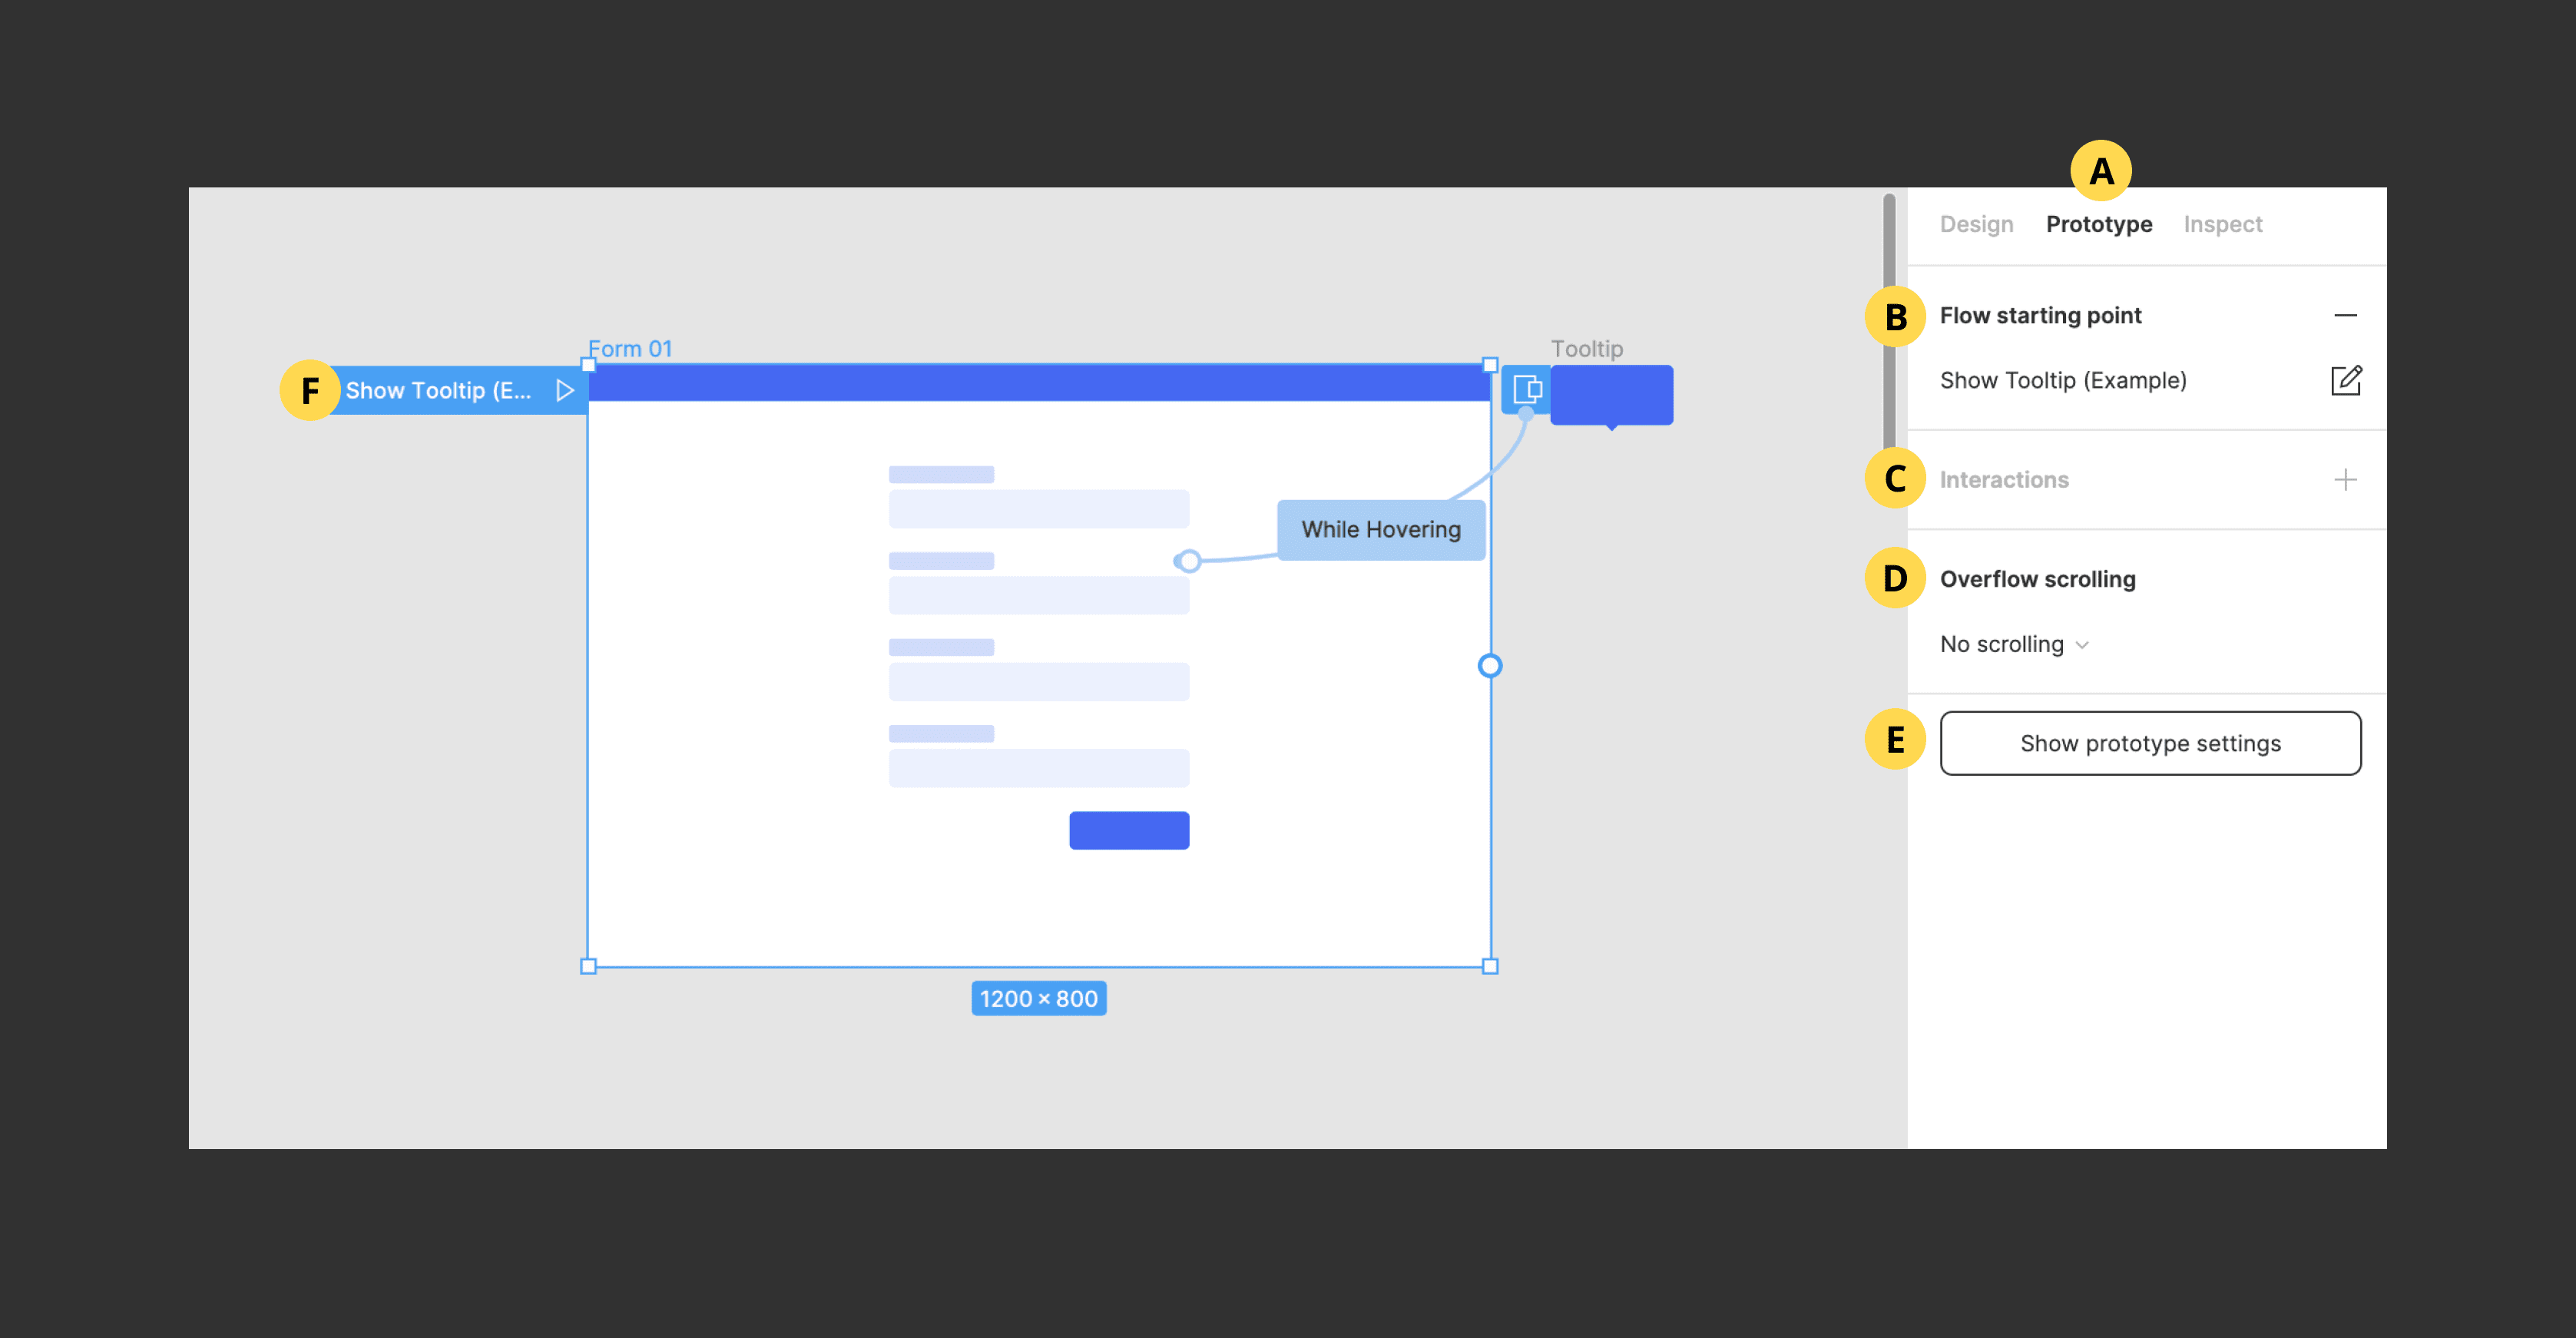 A
Design Prototype Inspect
B Flow starting point
Form 01
Tooltip
F Show Tooltip (E...
Show Tooltip (Example)
C Interactions
While Hovering
D Overflow scrolling
No scrolling
E Show prototype settings
1200 × 800